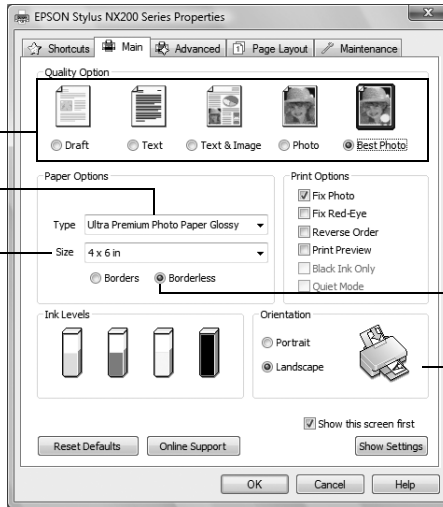 EPSON Stylus NX200 Series Properties
Shortcuts Main Advanced Page Layout Maintenance
Quality Option
Draft Text Text & Image Photo Best Photo
Paper Options
Type Ultra Premium Photo Paper Glossy
Size 4 x 6 in
Borders Borderless
Print Options
Fix Photo
Fix Red-Eye
Reverse Order
Print Preview
Black Ink Only
Quiet Mode
Ink Levels
Orientation
Portrait
Landscape
Show this screen first
Reset Defaults Online Support Show Settings
OK Cancel Help